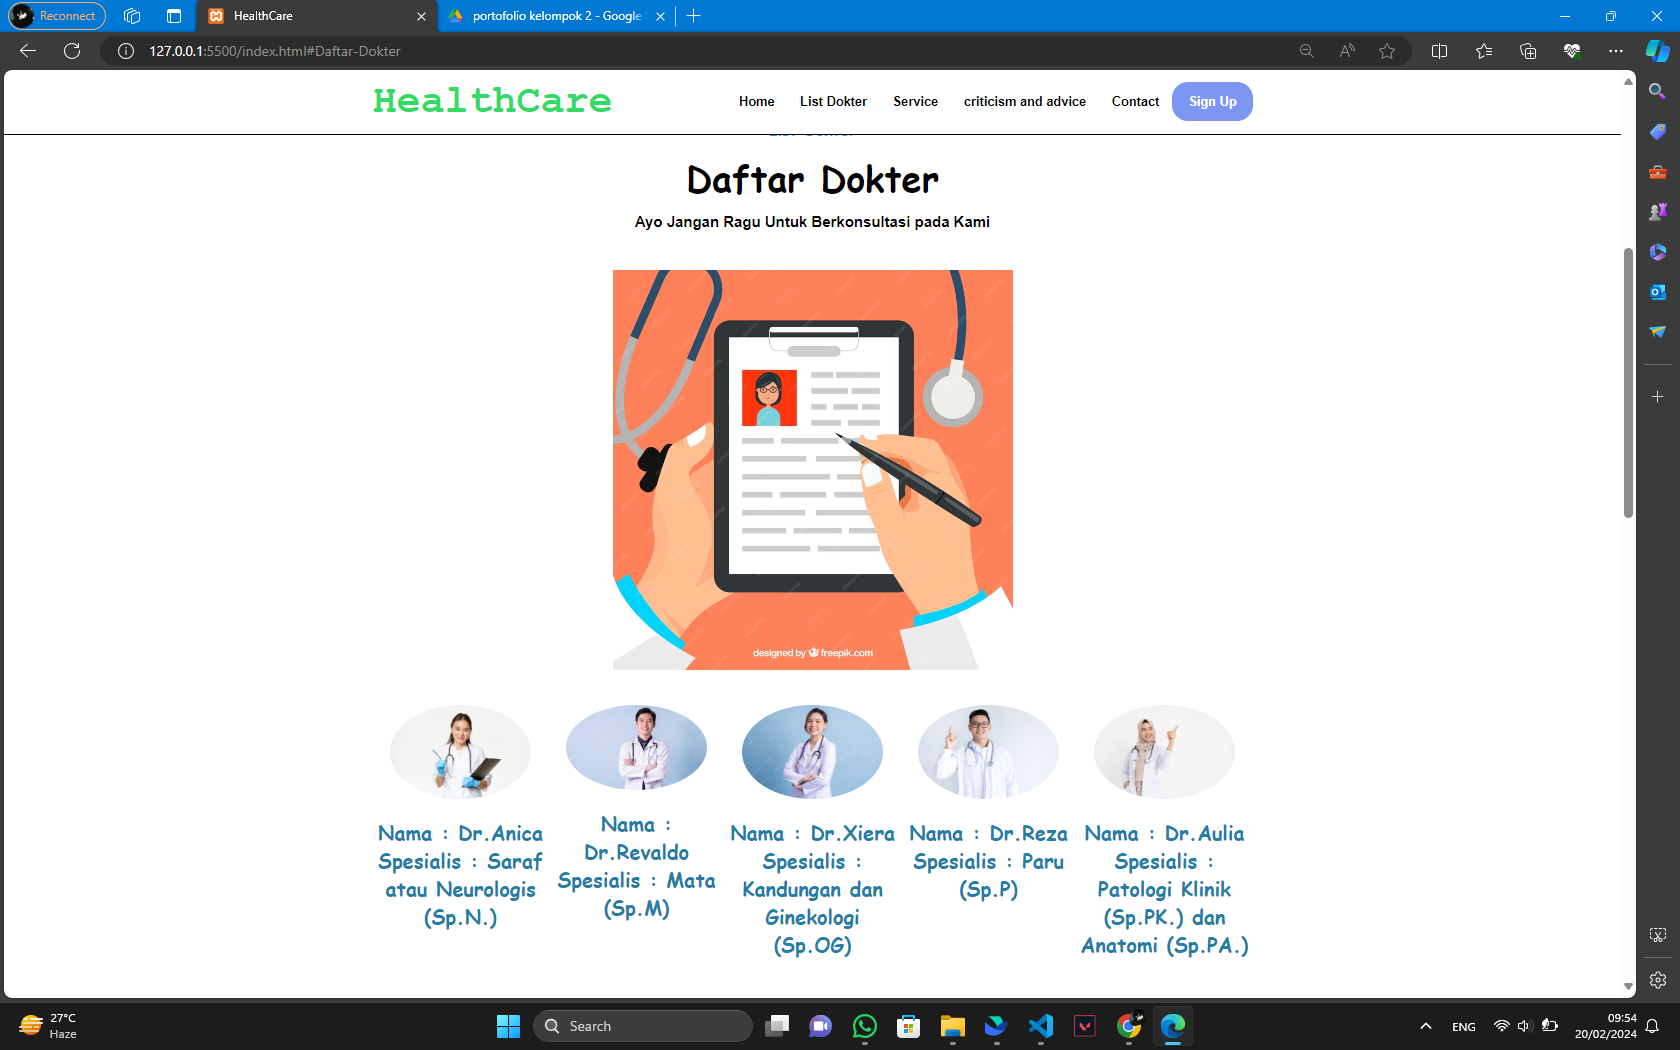 Reconnect
HealthCare
portofolio kelompok 2 - Google
127.0.0.1:5500/index.html#Daftar-Dokter
HealthCare
Home
List Dokter
Service
criticism and advice
Contact
Sign Up
Daftar Dokter
Ayo Jangan Ragu Untuk Berkonsultasi pada Kami
designed by freepik.com
Nama : Dr.Anica
Spesialis : Saraf
atau Neurologis
(Sp.N.)
Nama :
Dr.Revaldo
Spesialis : Mata
(Sp.M)
Nama : Dr.Xiera
Spesialis :
Kandungan dan
Ginekologi
(Sp.OG)
Nama : Dr.Reza
Spesialis : Paru
(Sp.P)
Nama : Dr.Aulia
Spesialis :
Patologi Klinik
(Sp.PK.) dan
Anatomi (Sp.PA.)
27°C
Haze
Search
ENG
09:54
20/02/2024